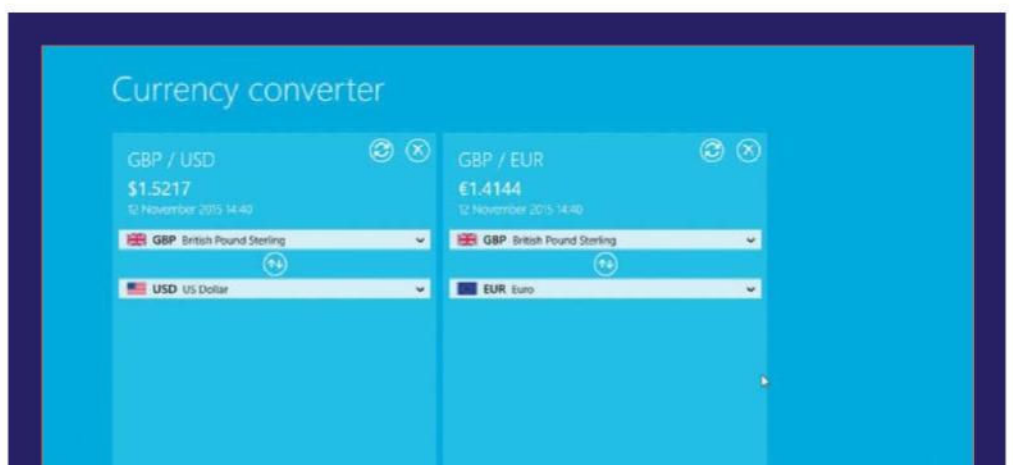 Currency converter
GBP / USD
$1.5217
12 November 2015 14:40
GBP British Pound Sterling
USD US Dollar
GBP / EUR
€1.4144
12 November 2015 14:40
GBP British Pound Sterling
EUR Euro